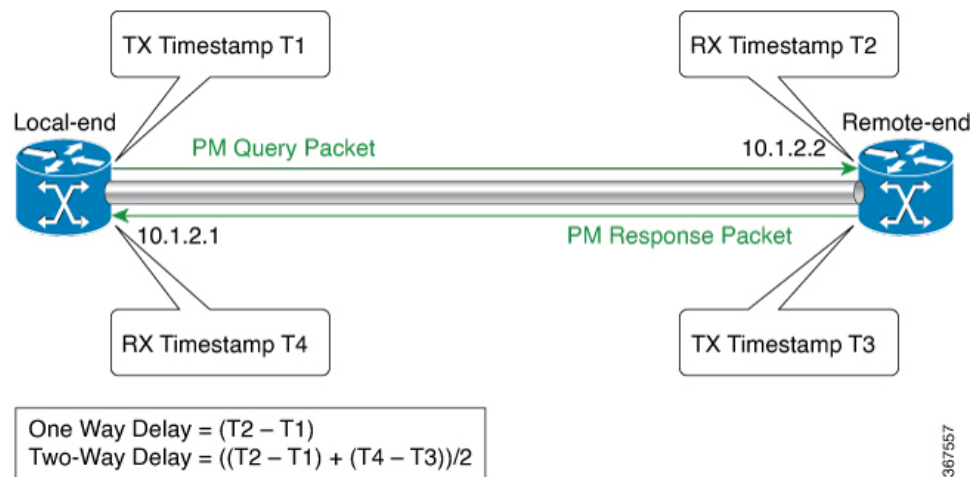 TX Timestamp T1
RX Timestamp T2
Local-end
Remote-end
PM Query Packet
10.1.2.2
10.1.2.1
PM Response Packet
RX Timestamp T4
TX Timestamp T3
One Way Delay = (T2 – T1)
Two-Way Delay = ((T2 – T1) + (T4 – T3))/2
367557